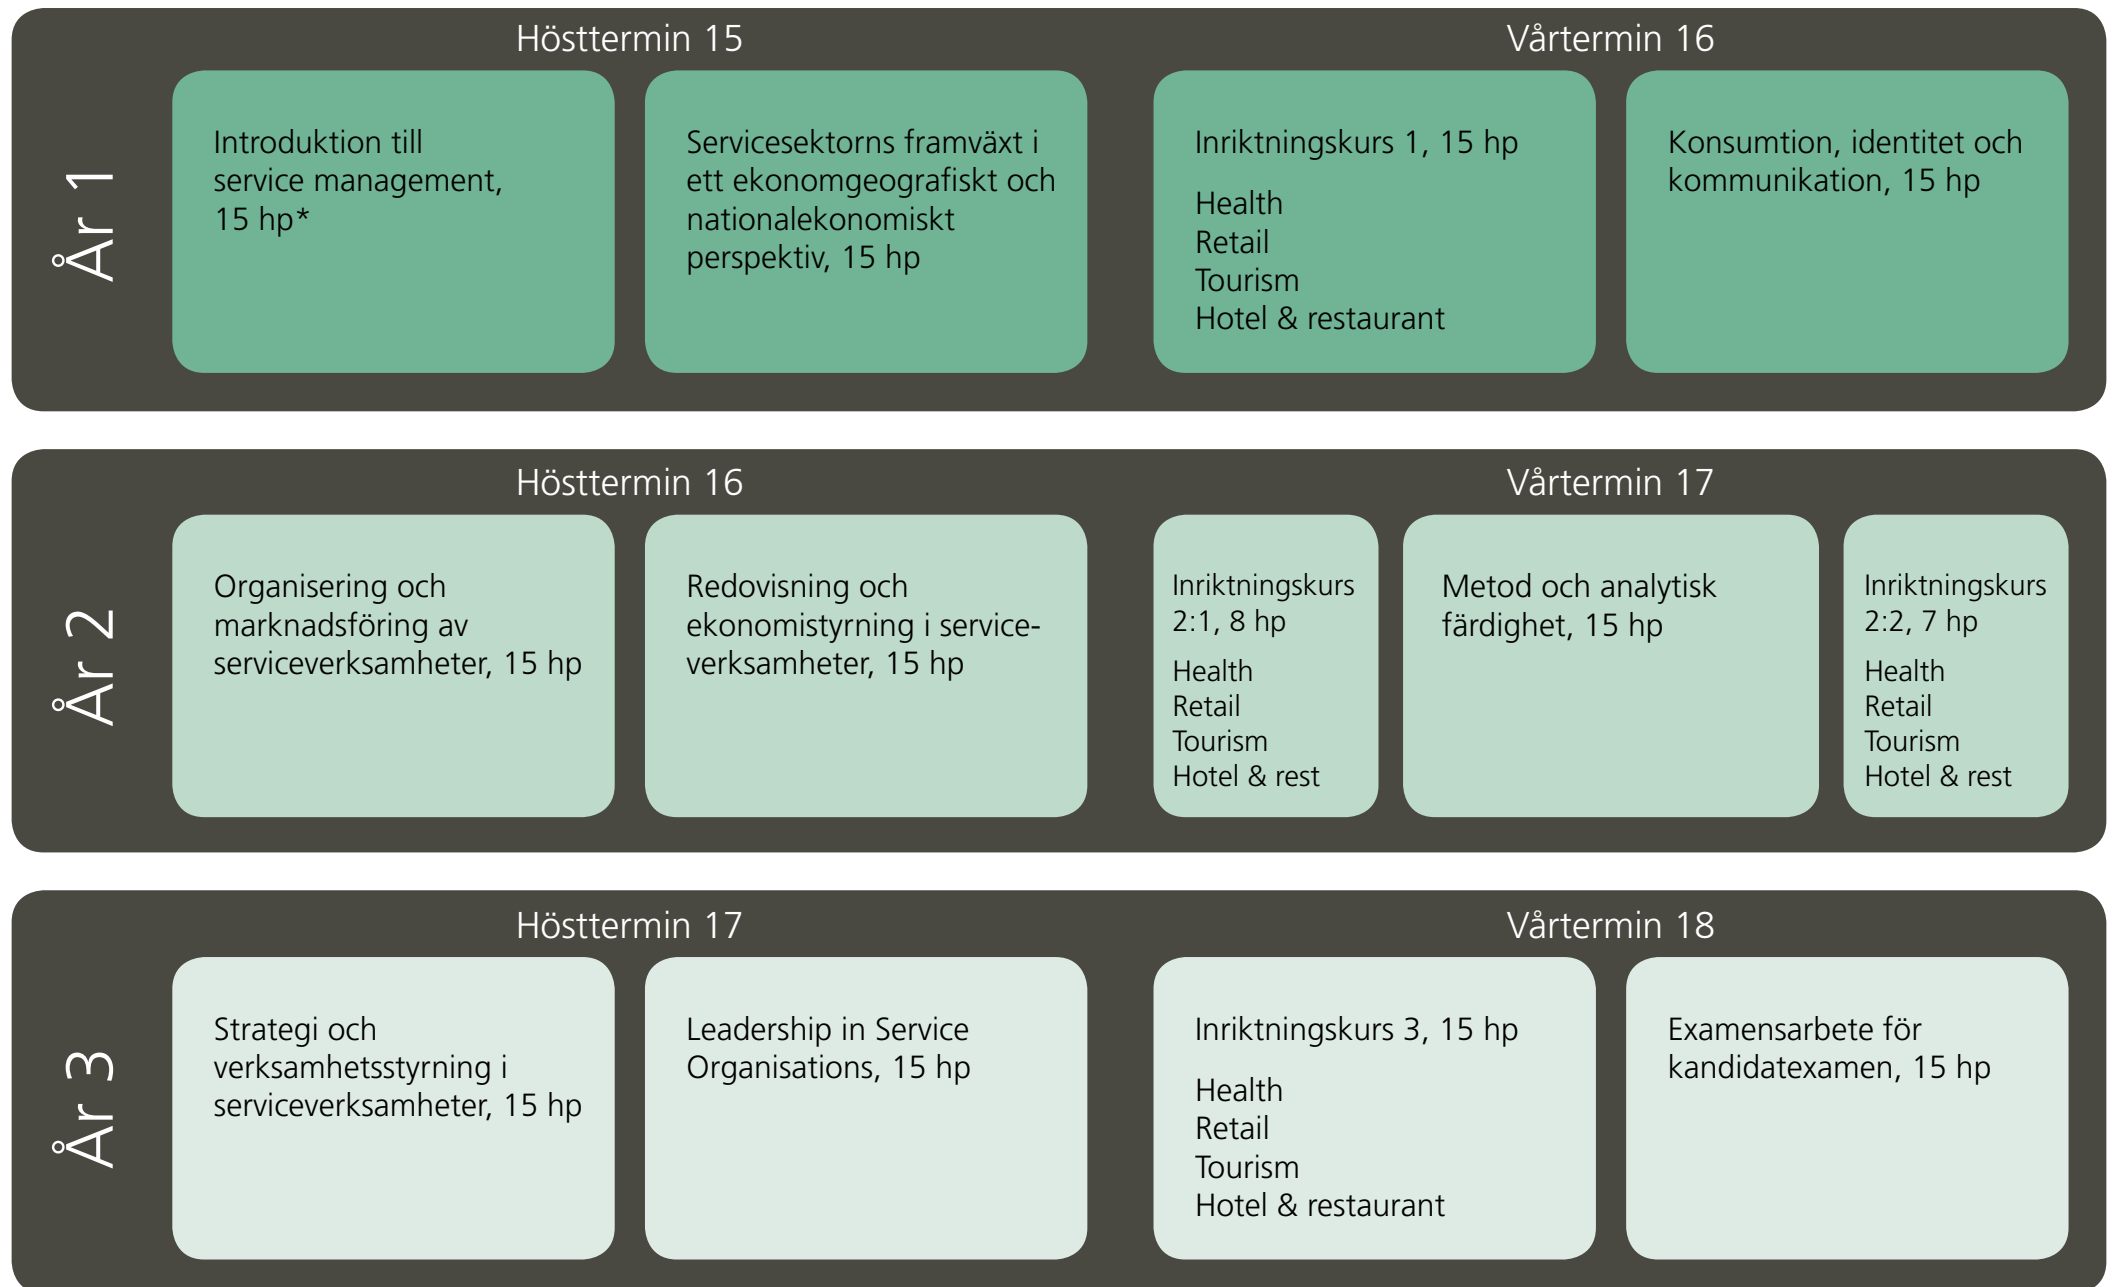 År 1
Hösttermin 15
Introduktion till
service management,
15 hp*
Servicesektorns framväxt i
ett ekonomgeografiskt och
nationalekonomiskt
perspektiv, 15 hp
Vårtermin 16
Inriktningskurs 1, 15 hp
Health
Retail
Tourism
Hotel & restaurant
Konsumtion, identitet och
kommunikation, 15 hp
År 2
Hösttermin 16
Organisering och
marknadsföring av
serviceverksamheter, 15 hp
Redovisning och
ekonomistyrning i service-
verksamheter, 15 hp
Vårtermin 17
Inriktningskurs
2:1, 8 hp
Health
Retail
Tourism
Hotel & rest
Metod och analytisk
färdighet, 15 hp
Inriktningskurs
2:2, 7 hp
Health
Retail
Tourism
Hotel & rest
År 3
Hösttermin 17
Strategi och
verksamhetsstyrning i
serviceverksamheter, 15 hp
Leadership in Service
Organisations, 15 hp
Vårtermin 18
Inriktningskurs 3, 15 hp
Health
Retail
Tourism
Hotel & restaurant
Examensarbete för
kandidatexamen, 15 hp